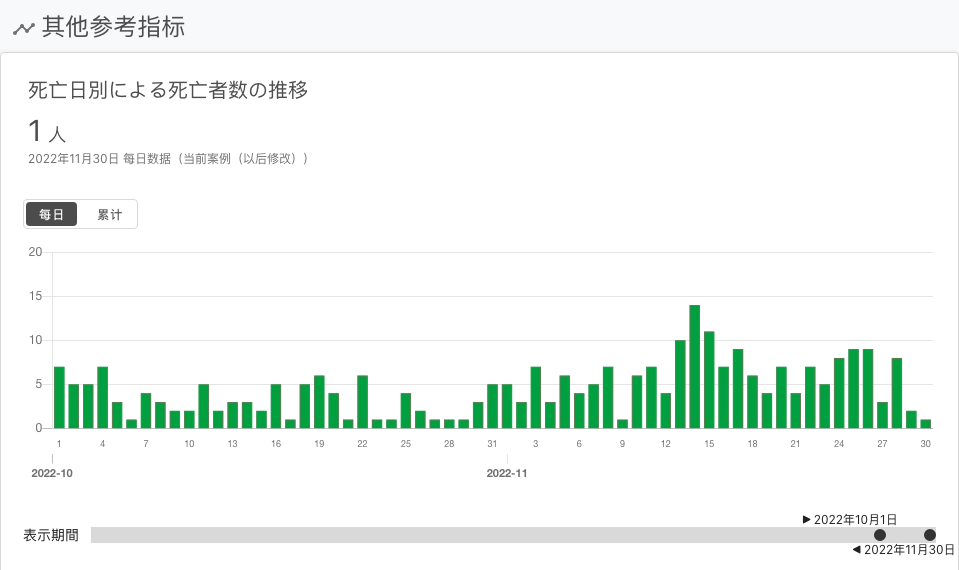 其他参考指标
死亡日別による死亡者数の推移
1 人
2022年11月30日 每日数据（当前案例（以后修改））
每日 累计
20
15
10
5
0
1 4 7 10 13 16 19 22 25 28 31 3 6 9 12 15 18 21 24 27 30
2022-10 2022-11
▶ 2022年10月1日
表示期間
◀ 2022年11月30日